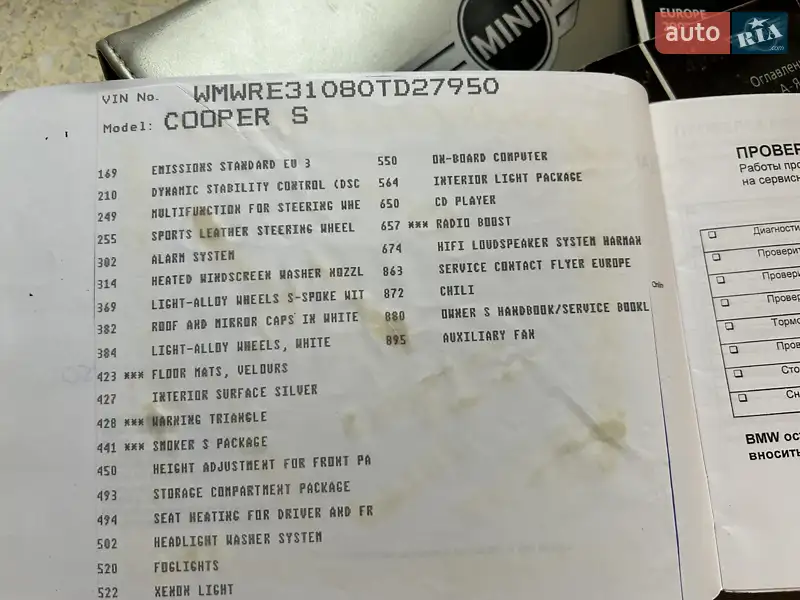 MINI
EUROPE
auto RIA
.com
Оглавлени
А-Я
VIN No. WMWRE31080TD27950
Model: COOPER S
169 EMISSIONS STANDARD EU 3
210 DYNAMIC STABILITY CONTROL (DSC
249 MULTIFUNCTION FOR STEERING WHE
255 SPORTS LEATHER STEERING WHEEL
302 ALARM SYSTEM
314 HEATED WINDSCREEN WASHER NOZZL
369 LIGHT-ALLOY WHEELS S-SPOKE WIT
382 ROOF AND MIRROR CAPS IN WHITE
384 LIGHT-ALLOY WHEELS, WHITE
423 *** FLOOR MATS, VELOURS
427 INTERIOR SURFACE SILVER
428 *** WARNING TRIANGLE
441 *** SMOKER S PACKAGE
450 HEIGHT ADJUSTMENT FOR FRONT PA
493 STORAGE COMPARTMENT PACKAGE
494 SEAT HEATING FOR DRIVER AND FR
502 HEADLIGHT WASHER SYSTEM
520 FOGLIGHTS
522 XENON LIGHT
550 ON-BOARD COMPUTER
564 INTERIOR LIGHT PACKAGE
650 CD PLAYER
657 *** RADIO BOOST
674 HIFI LOUDSPEAKER SYSTEM HARMAN
863 SERVICE CONTACT FLYER EUROPE
872 CHILI
880 OWNER S HANDBOOK/SERVICE BOOKL
895 AUXILIARY FAN
ПРОВЕР
Работы про
на сервисн
Диагности
Проверит
Провери
Провер
Тормо
Пров
Сто
Сн
BMW ост
вносить